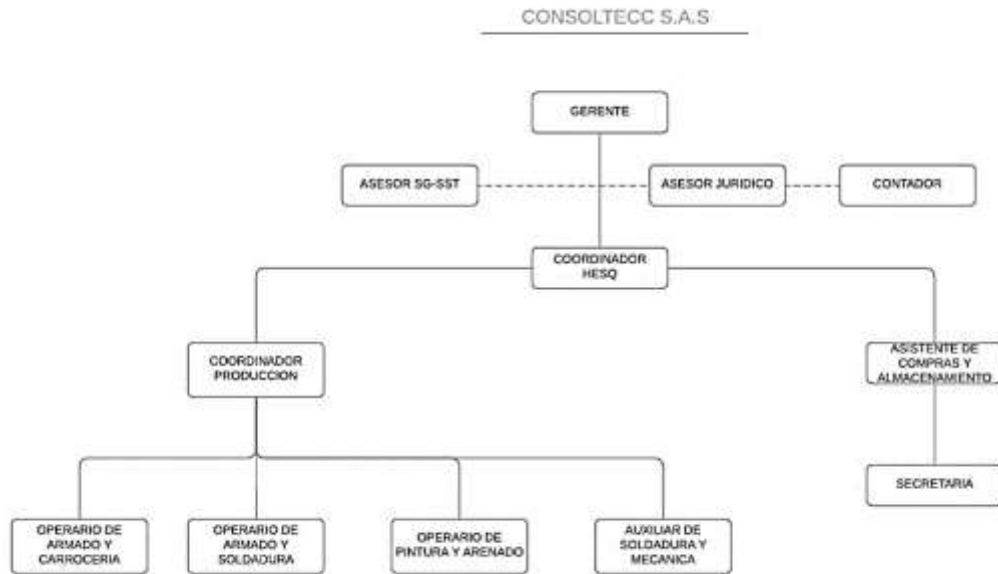 CONSOLTECC S.A.S
GERENTE
ASESOR SG-SST
ASESOR JURIDICO
CONTADOR
COORDINADOR
HESQ
COORDINADOR
PRODUCCION
ASISTENTE DE
COMPRAS Y
ALMACENAMIENTO
SECRETARIA
OPERARIO DE
ARMADO Y
CARROCERIA
OPERARIO DE
ARMADO Y
SOLDADURA
OPERARIO DE
PINTURA Y ARENADO
AUXILIAR DE
SOLDADURA Y
MECANICA